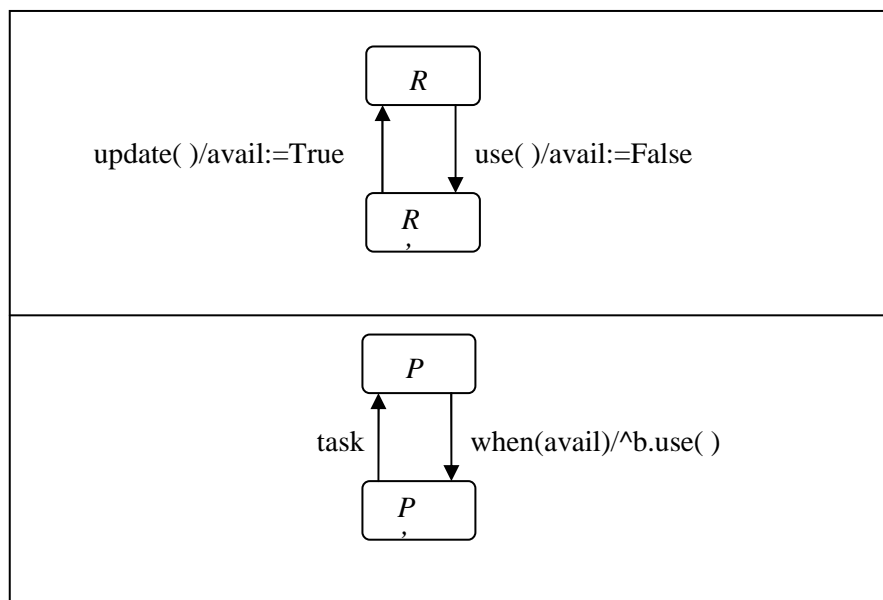 R
update( )/avail:=True
use( )/avail:=False
R
,
P
task
when(avail)/^b.use( )
P
,